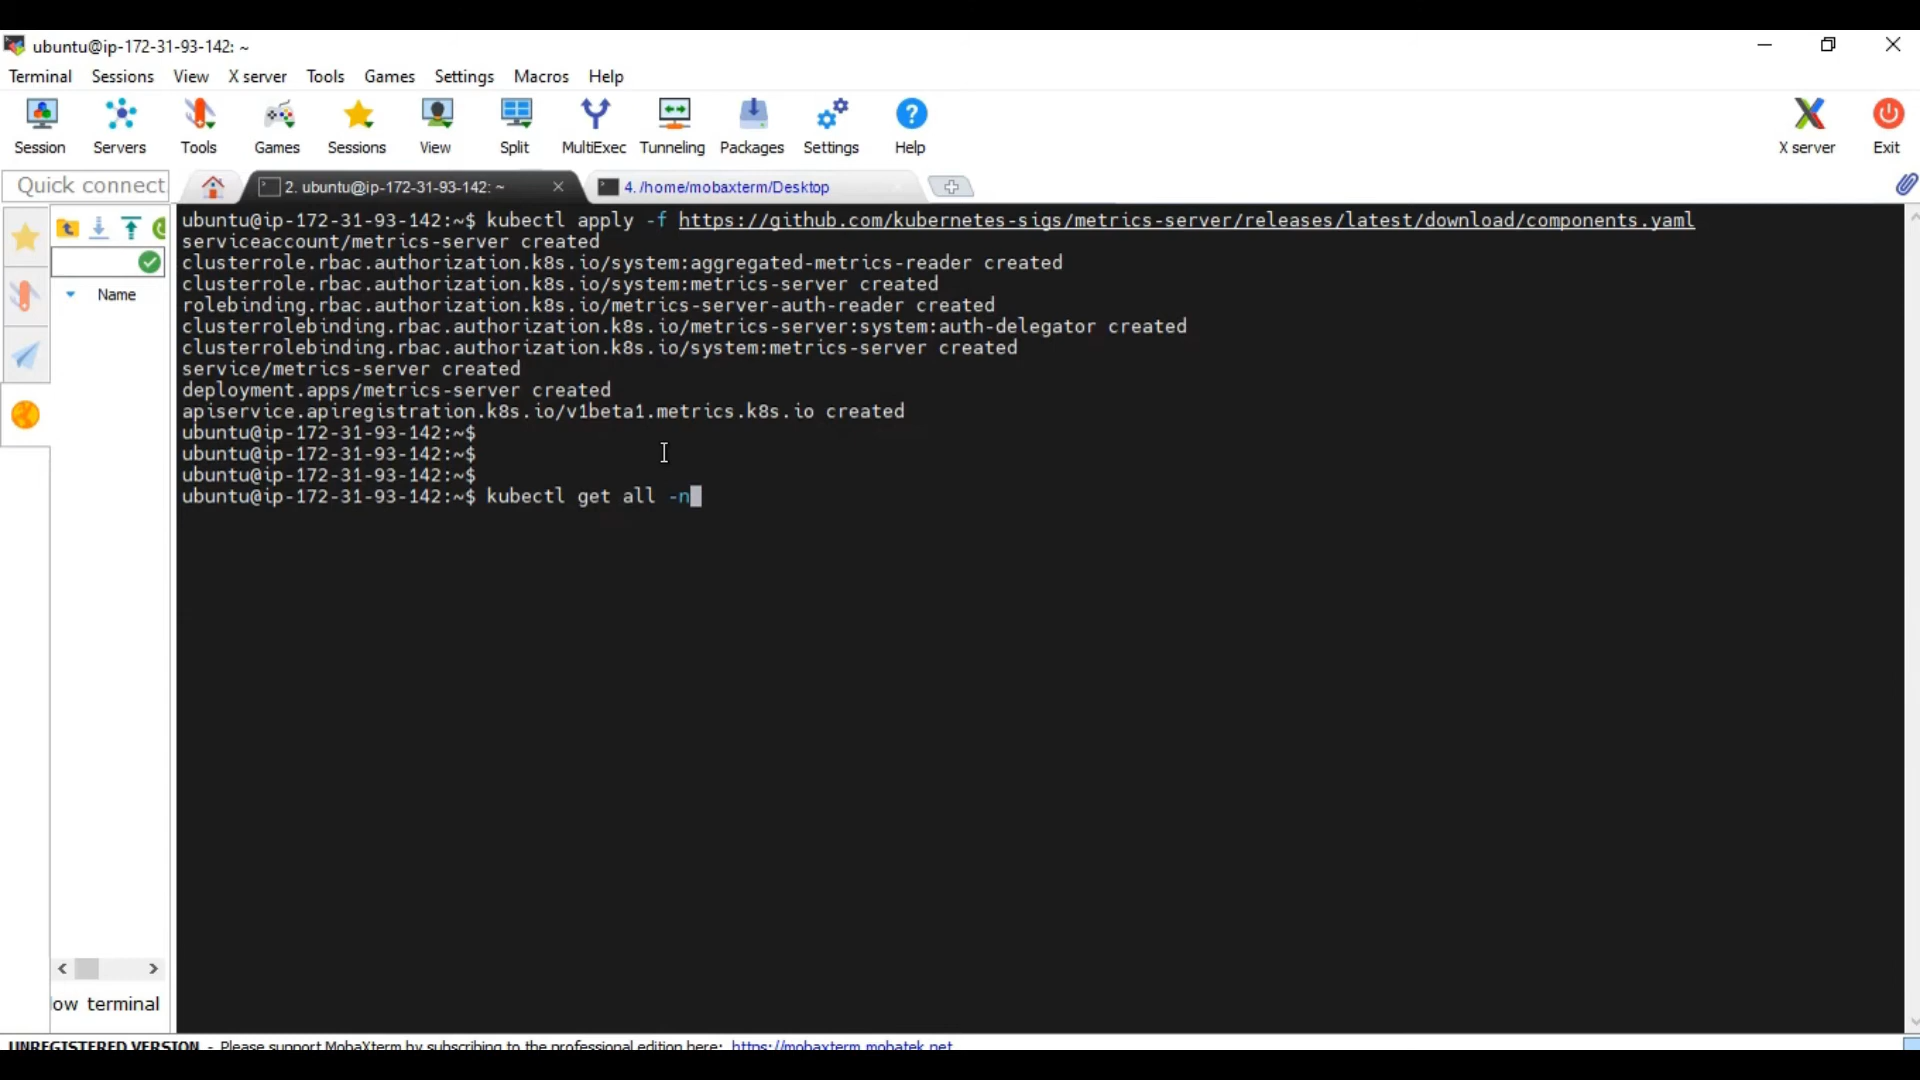 ubuntu@ip-172-31-93-142: ~
Terminal Sessions View X server Tools Games Settings Macros Help
Session Servers Tools Games Sessions View Split MultiExec Tunneling Packages Settings Help X server Exit
Quick connect 2. ubuntu@ip-172-31-93-142: ~ 4. /home/mobaxterm/Desktop
Name
ubuntu@ip-172-31-93-142:~$ kubectl apply -f https://github.com/kubernetes-sigs/metrics-server/releases/latest/download/components.yaml
serviceaccount/metrics-server created
clusterrole.rbac.authorization.k8s.io/system:aggregated-metrics-reader created
clusterrole.rbac.authorization.k8s.io/system:metrics-server created
rolebinding.rbac.authorization.k8s.io/metrics-server-auth-reader created
clusterrolebinding.rbac.authorization.k8s.io/metrics-server:system:auth-delegator created
clusterrolebinding.rbac.authorization.k8s.io/system:metrics-server created
service/metrics-server created
deployment.apps/metrics-server created
apiservice.apiregistration.k8s.io/v1beta1.metrics.k8s.io created
ubuntu@ip-172-31-93-142:~$
ubuntu@ip-172-31-93-142:~$
ubuntu@ip-172-31-93-142:~$
ubuntu@ip-172-31-93-142:~$ kubectl get all -n
ow terminal
UNREGISTERED VERSION - Please support MobaXterm by subscribing to the professional edition here: https://mobaxterm.mobatek.net